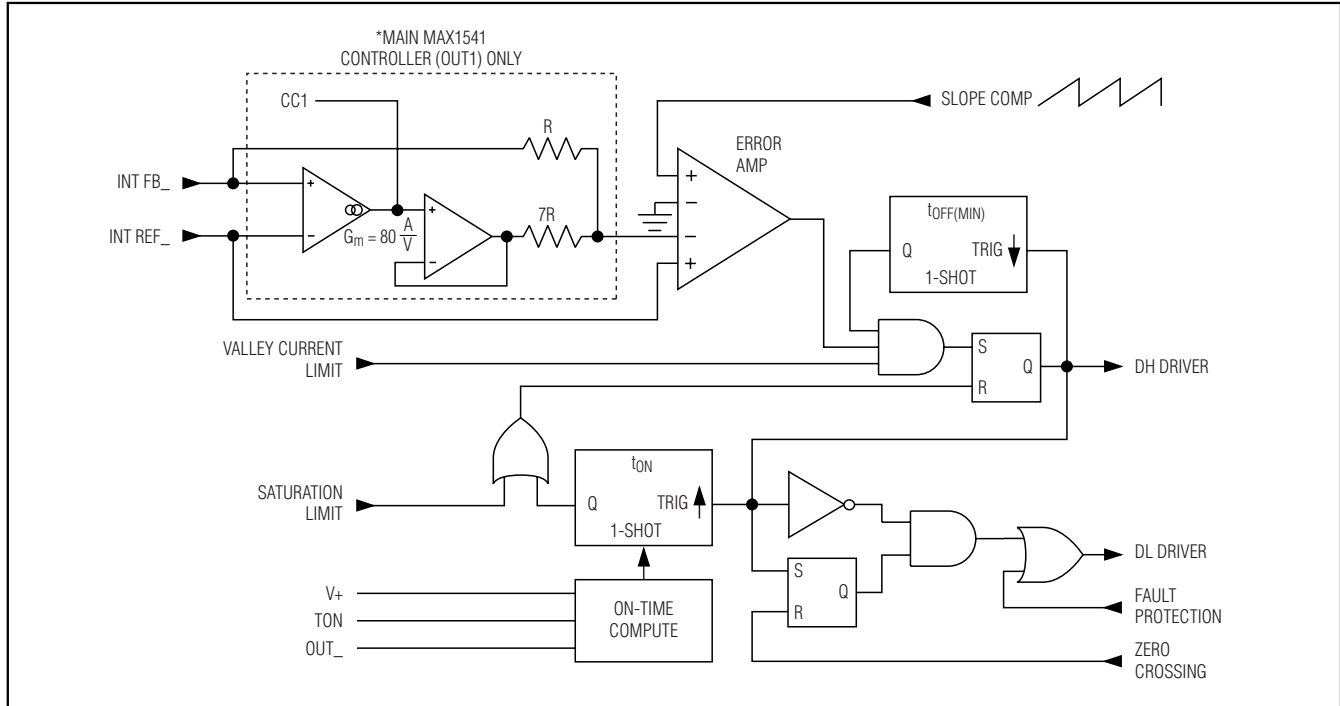 *MAIN MAX1541
CONTROLLER (OUT1) ONLY
CC1
SLOPE COMP
R
ERROR
AMP
INT FB_
+
+
tOFF(MIN)
-
INT REF_
-
Gm = 80 A/V
+
7R
-
Q
TRIG
-
+
1-SHOT
VALLEY CURRENT
LIMIT
S
Q
DH DRIVER
R
tON
SATURATION
LIMIT
Q
TRIG
1-SHOT
DL DRIVER
S
Q
V+
R
FAULT
PROTECTION
TON
ON-TIME
COMPUTE
OUT_
ZERO
CROSSING